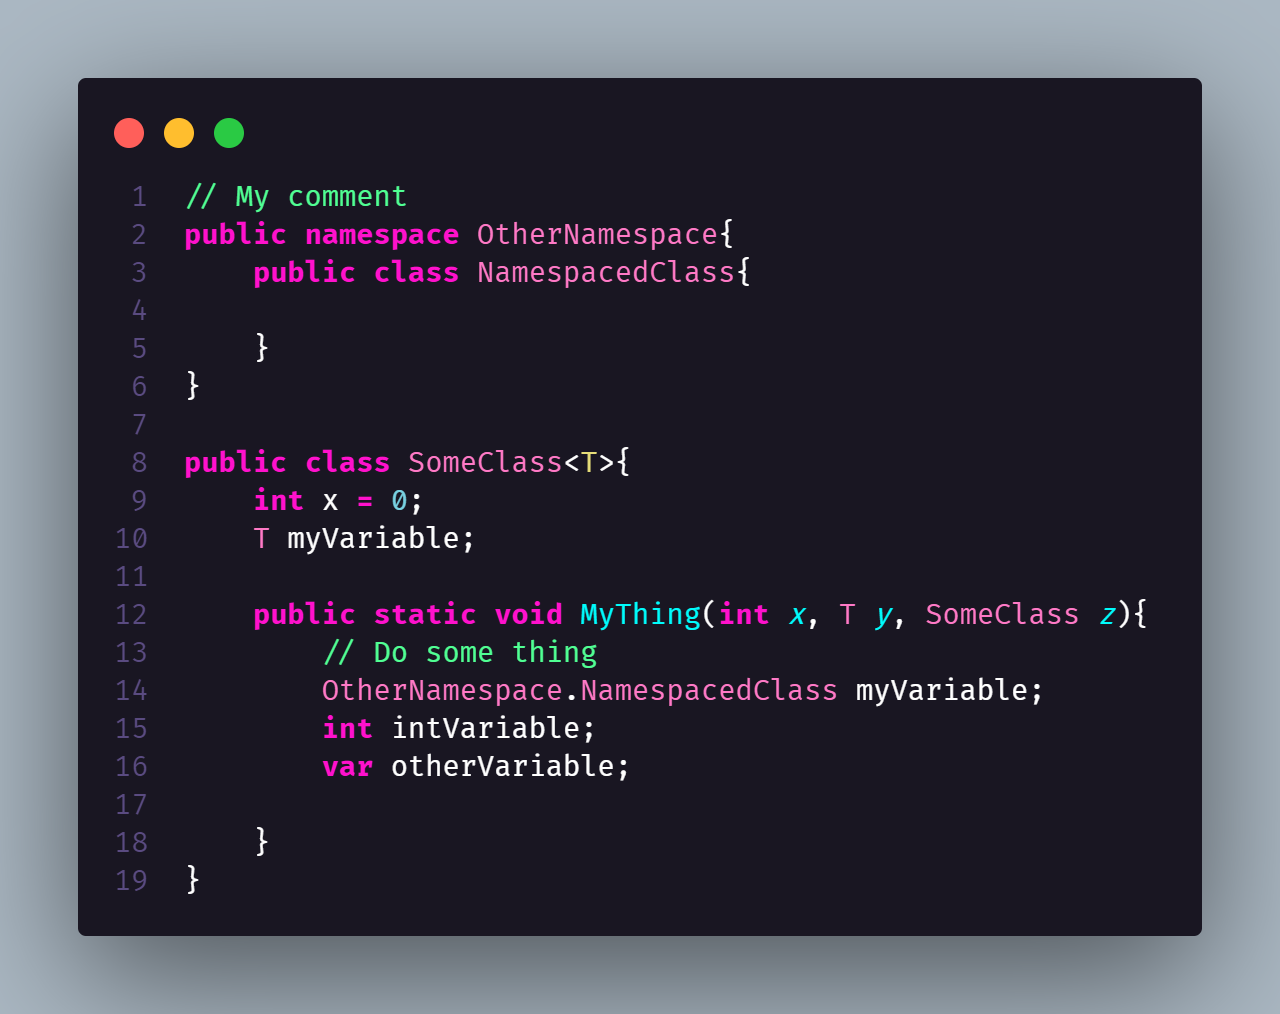 1 // My comment
2 public namespace OtherNamespace{
3     public class NamespacedClass{
4
5     }
6 }
7
8 public class SomeClass<T>{
9     int x = 0;
10     T myVariable;
11
12     public static void MyThing(int x, T y, SomeClass z){
13         // Do some thing
14         OtherNamespace.NamespacedClass myVariable;
15         int intVariable;
16         var otherVariable;
17
18     }
19 }